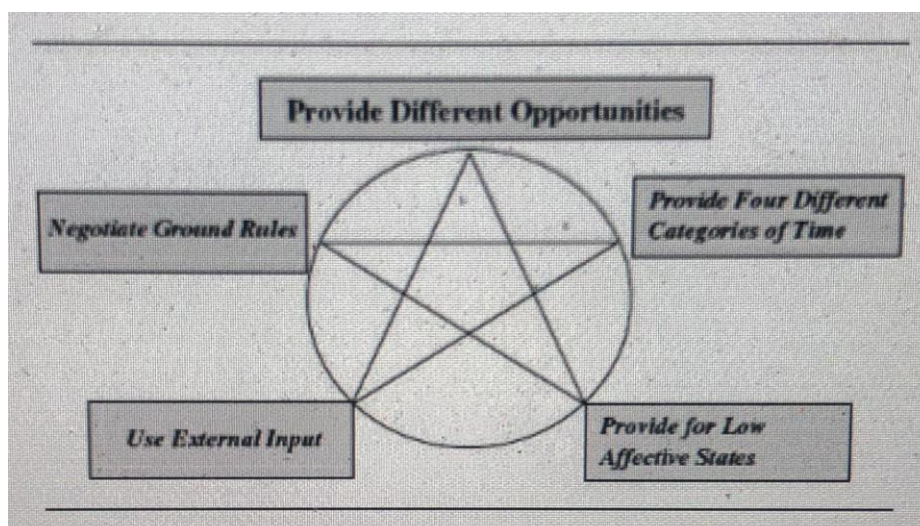 Provide Different Opportunities
Negotiate Ground Rules
Provide Four Different
Categories of Time
Use External Input
Provide for Low
Affective States